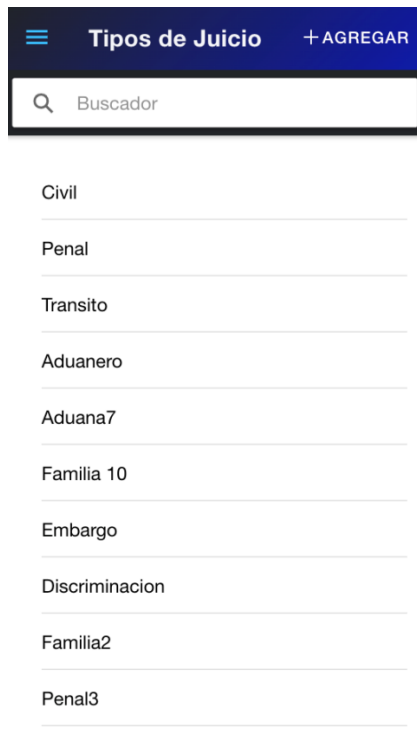 Tipos de Juicio +AGREGAR
Buscador
Civil
Penal
Transito
Aduanero
Aduana7
Familia 10
Embargo
Discriminacion
Familia2
Penal3